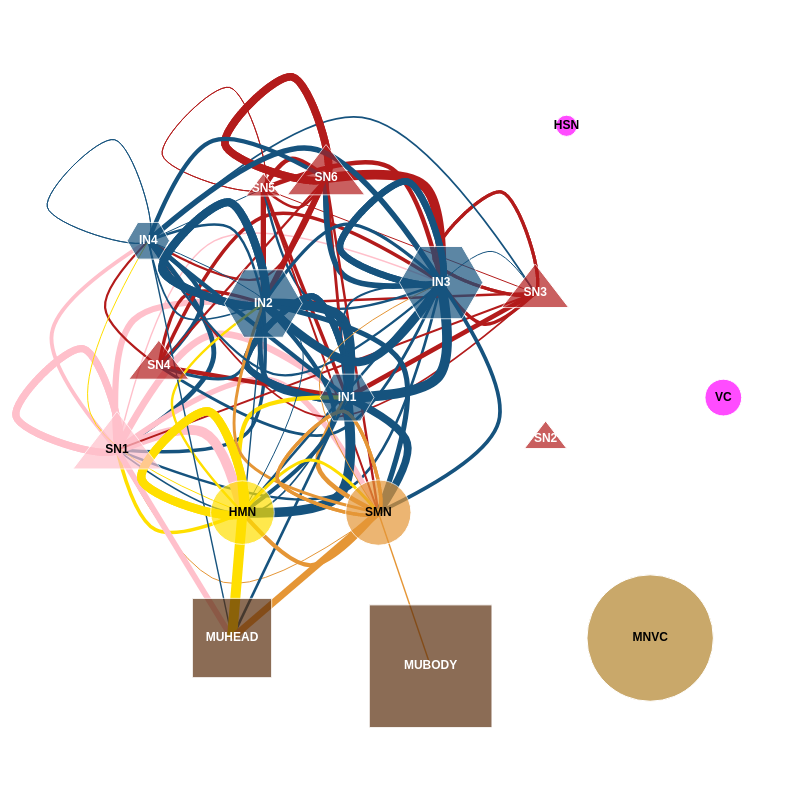 HSN
SN6
SN5
IN4
IN3
SN3
IN2
SN4
IN1
VC
SN2
SN1
HMN
SMN
MUHEAD
MNVC
MUBODY